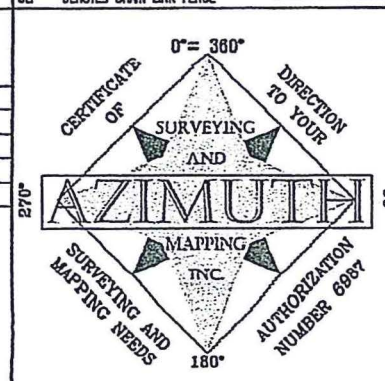 0°= 360°
CERTIFICATE
OF
DIRECTION
TO YOUR
SURVEYING
AND
270°
AZIMUTH
MAPPING
INC.
SURVEYING AND
MAPPING NEEDS
AUTHORIZATION
NUMBER 6987
180°